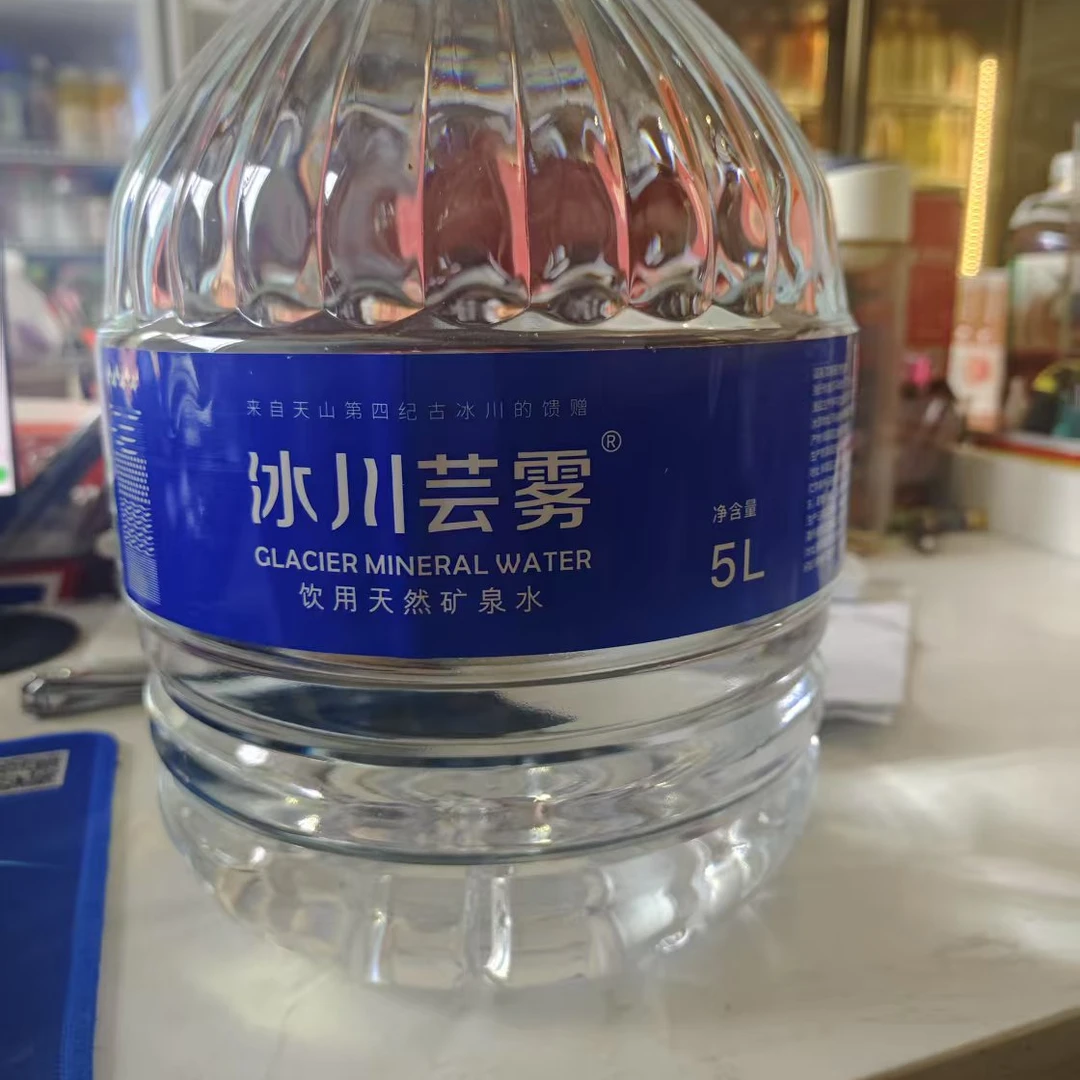 来自天山第四纪古冰川的馈赠
冰川芸雾®
GLACIER MINERAL WATER
饮用天然矿泉水
净含量
5L